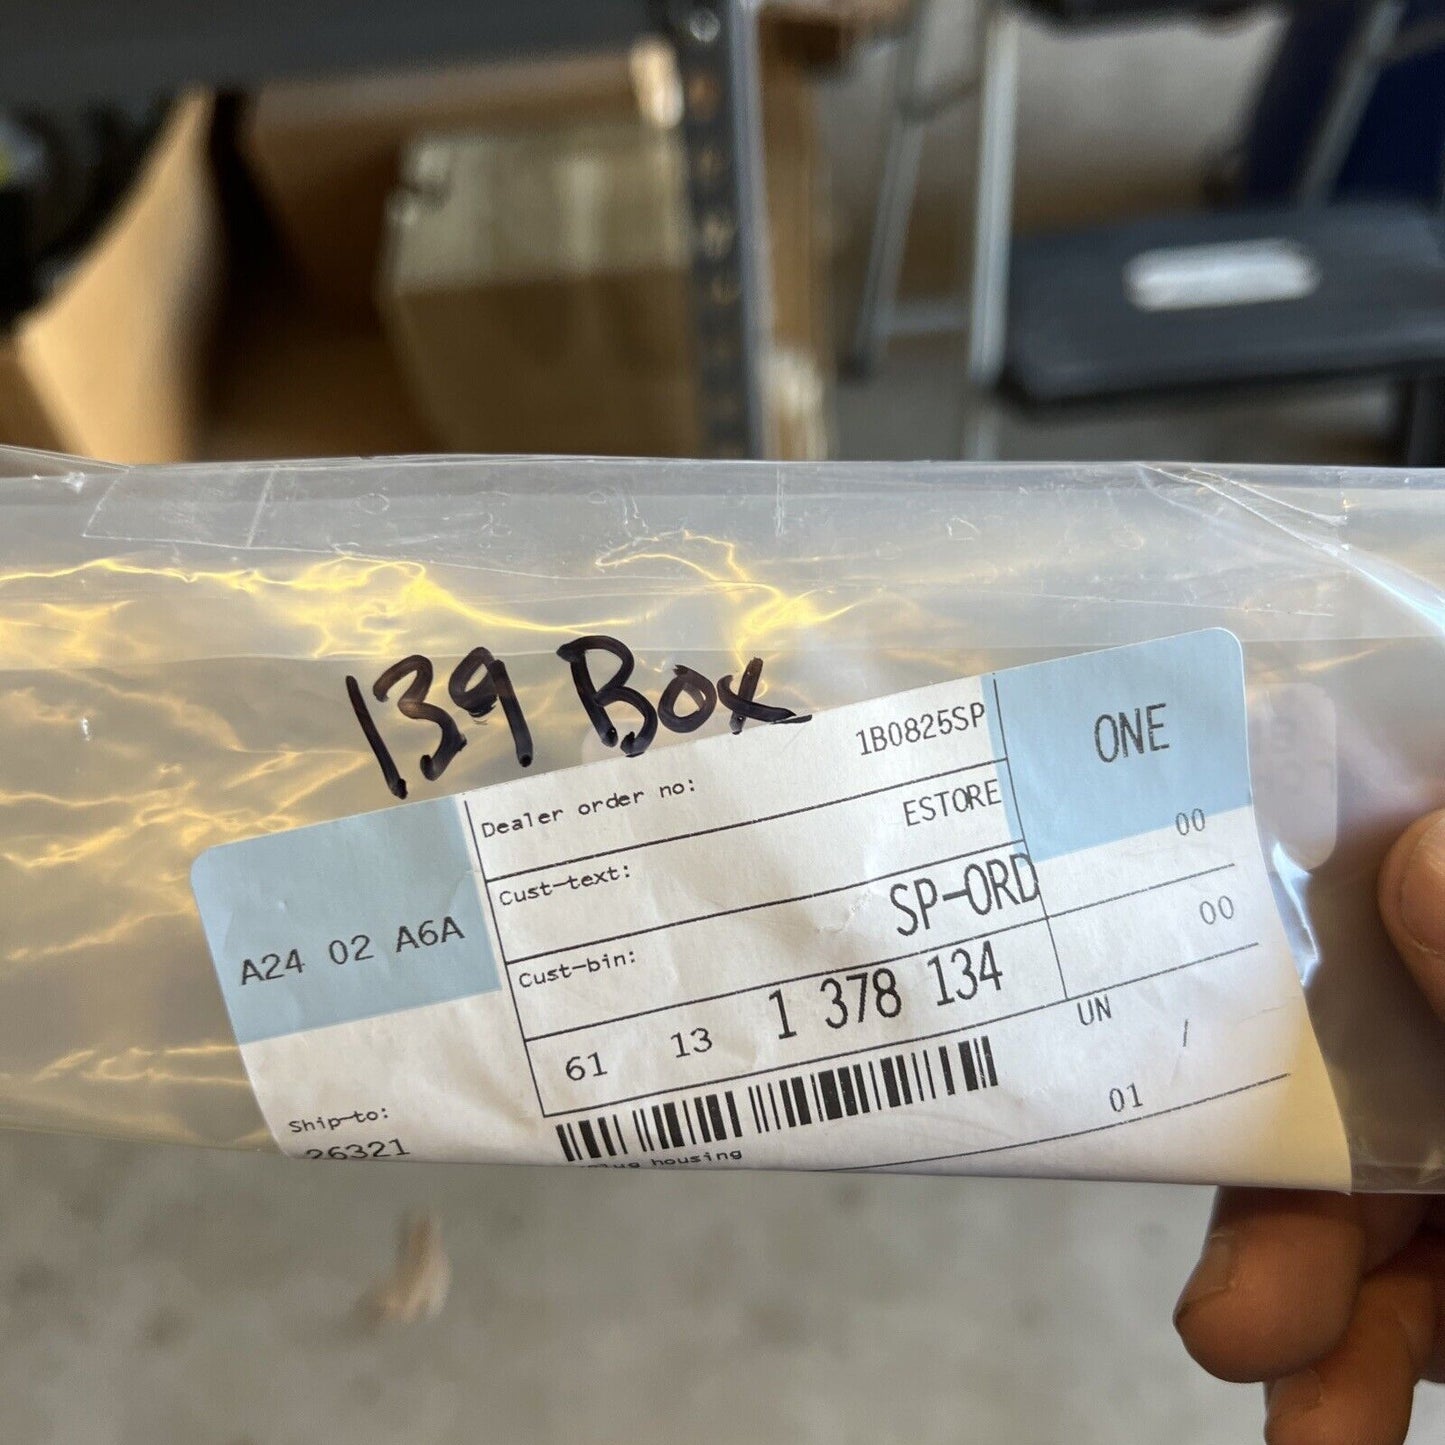 139 Box
Dealer order no: 1B0825SP
ONE
Cust-text: ESTORE
00
A24 02 A6A
Cust-bin: SP-ORD
00
61 13 1 378 134
UN
/
Ship-to:
26321
01
housing